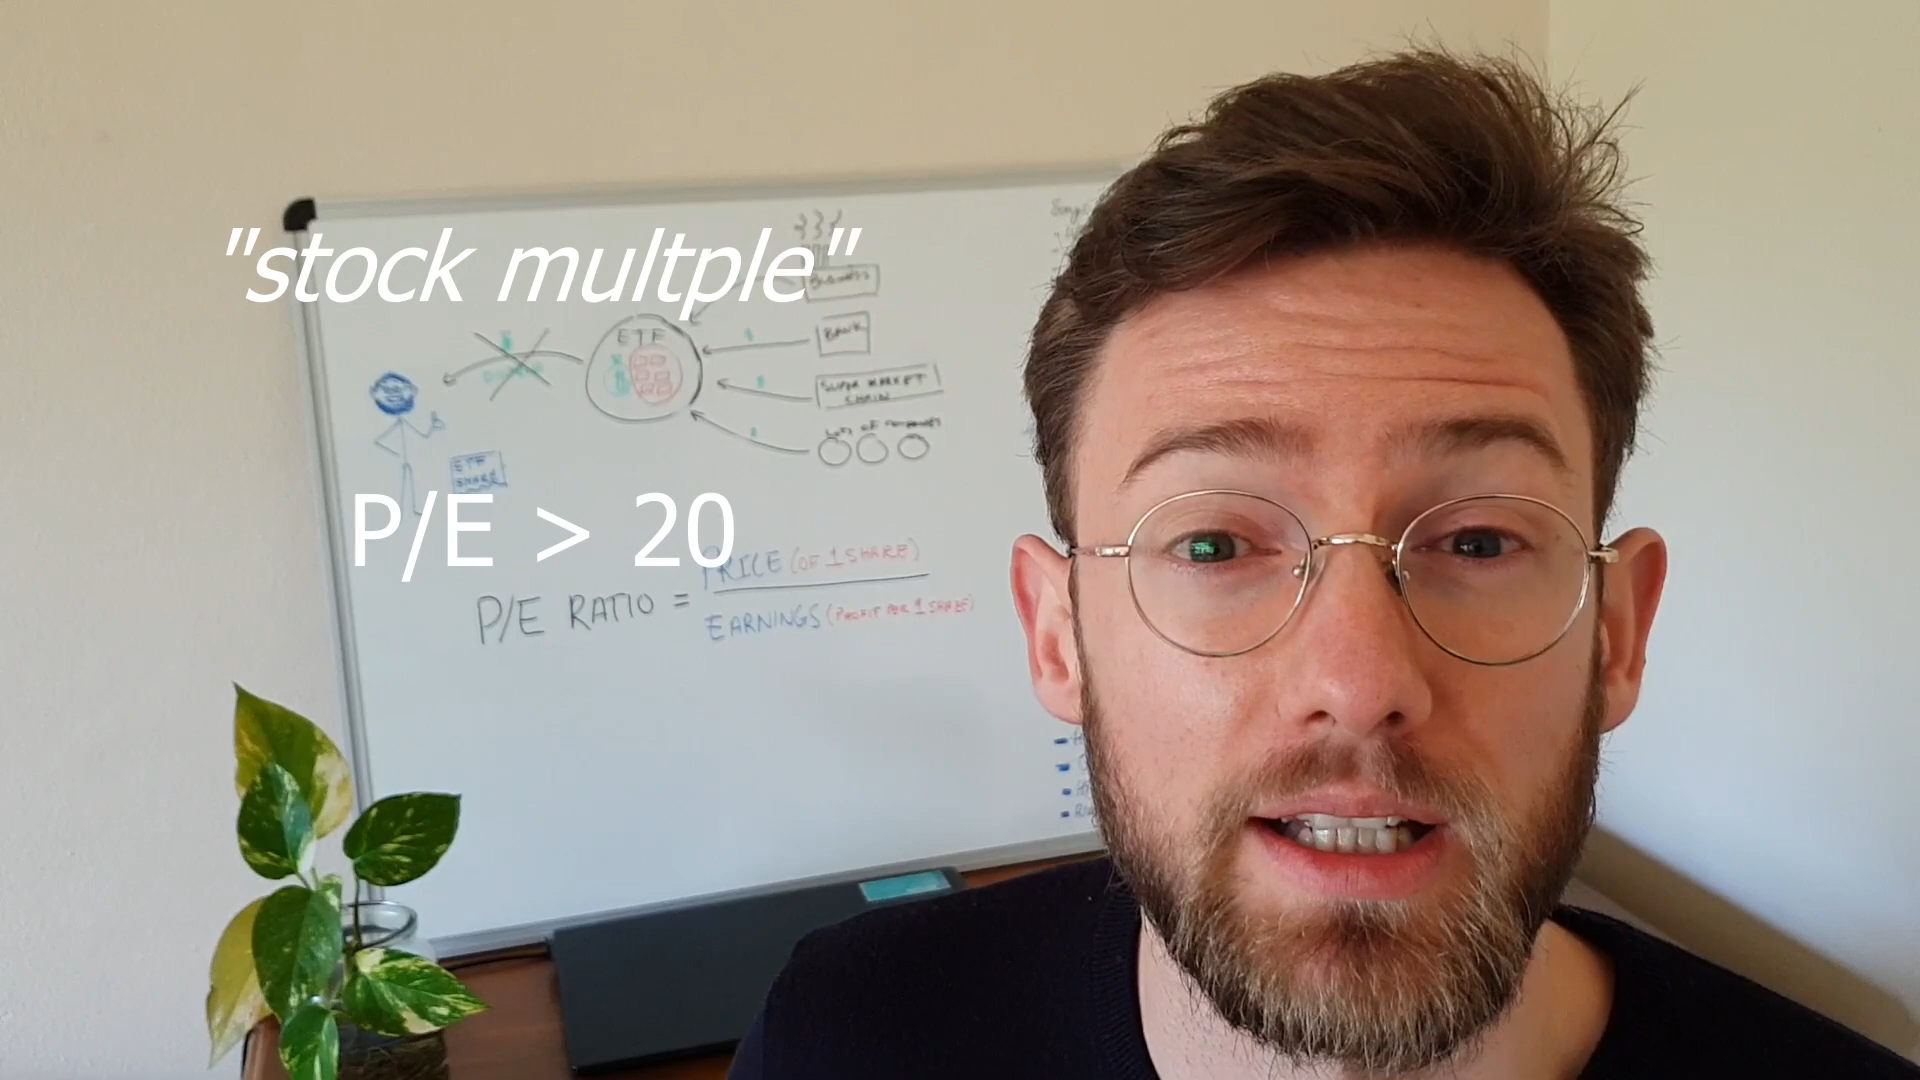 "stock multple"
BUSINESS
ETF
BANK
SUPER MARKET
CHAIN
LOTS OF
ETF
SHARE
P/E > 20
P/E RATIO = PRICE (OF 1 SHARE)
EARNINGS (PROFIT PER 1 SHARE)